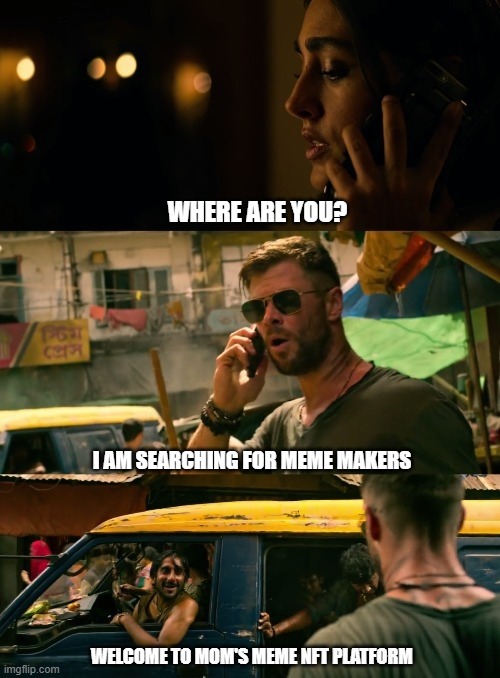 WHERE ARE YOU?
স্টিম
প্রেস
I AM SEARCHING FOR MEME MAKERS
WELCOME TO MOM'S MEME NFT PLATFORM
imgflip.com